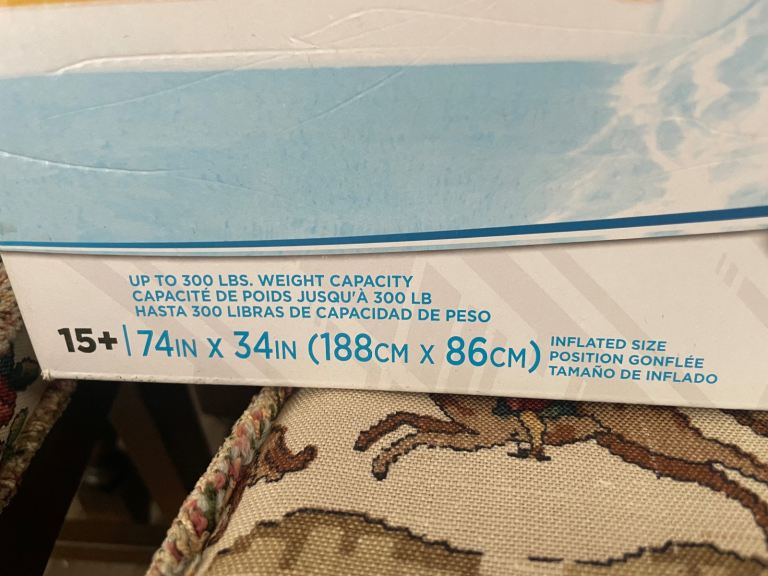 UP TO 300 LBS. WEIGHT CAPACITY
CAPACITÉ DE POIDS JUSQU'À 300 LB
HASTA 300 LIBRAS DE CAPACIDAD DE PESO
15+ | 74IN X 34IN (188CM X 86CM)
INFLATED SIZE
POSITION GONFLÉE
TAMAÑO DE INFLADO